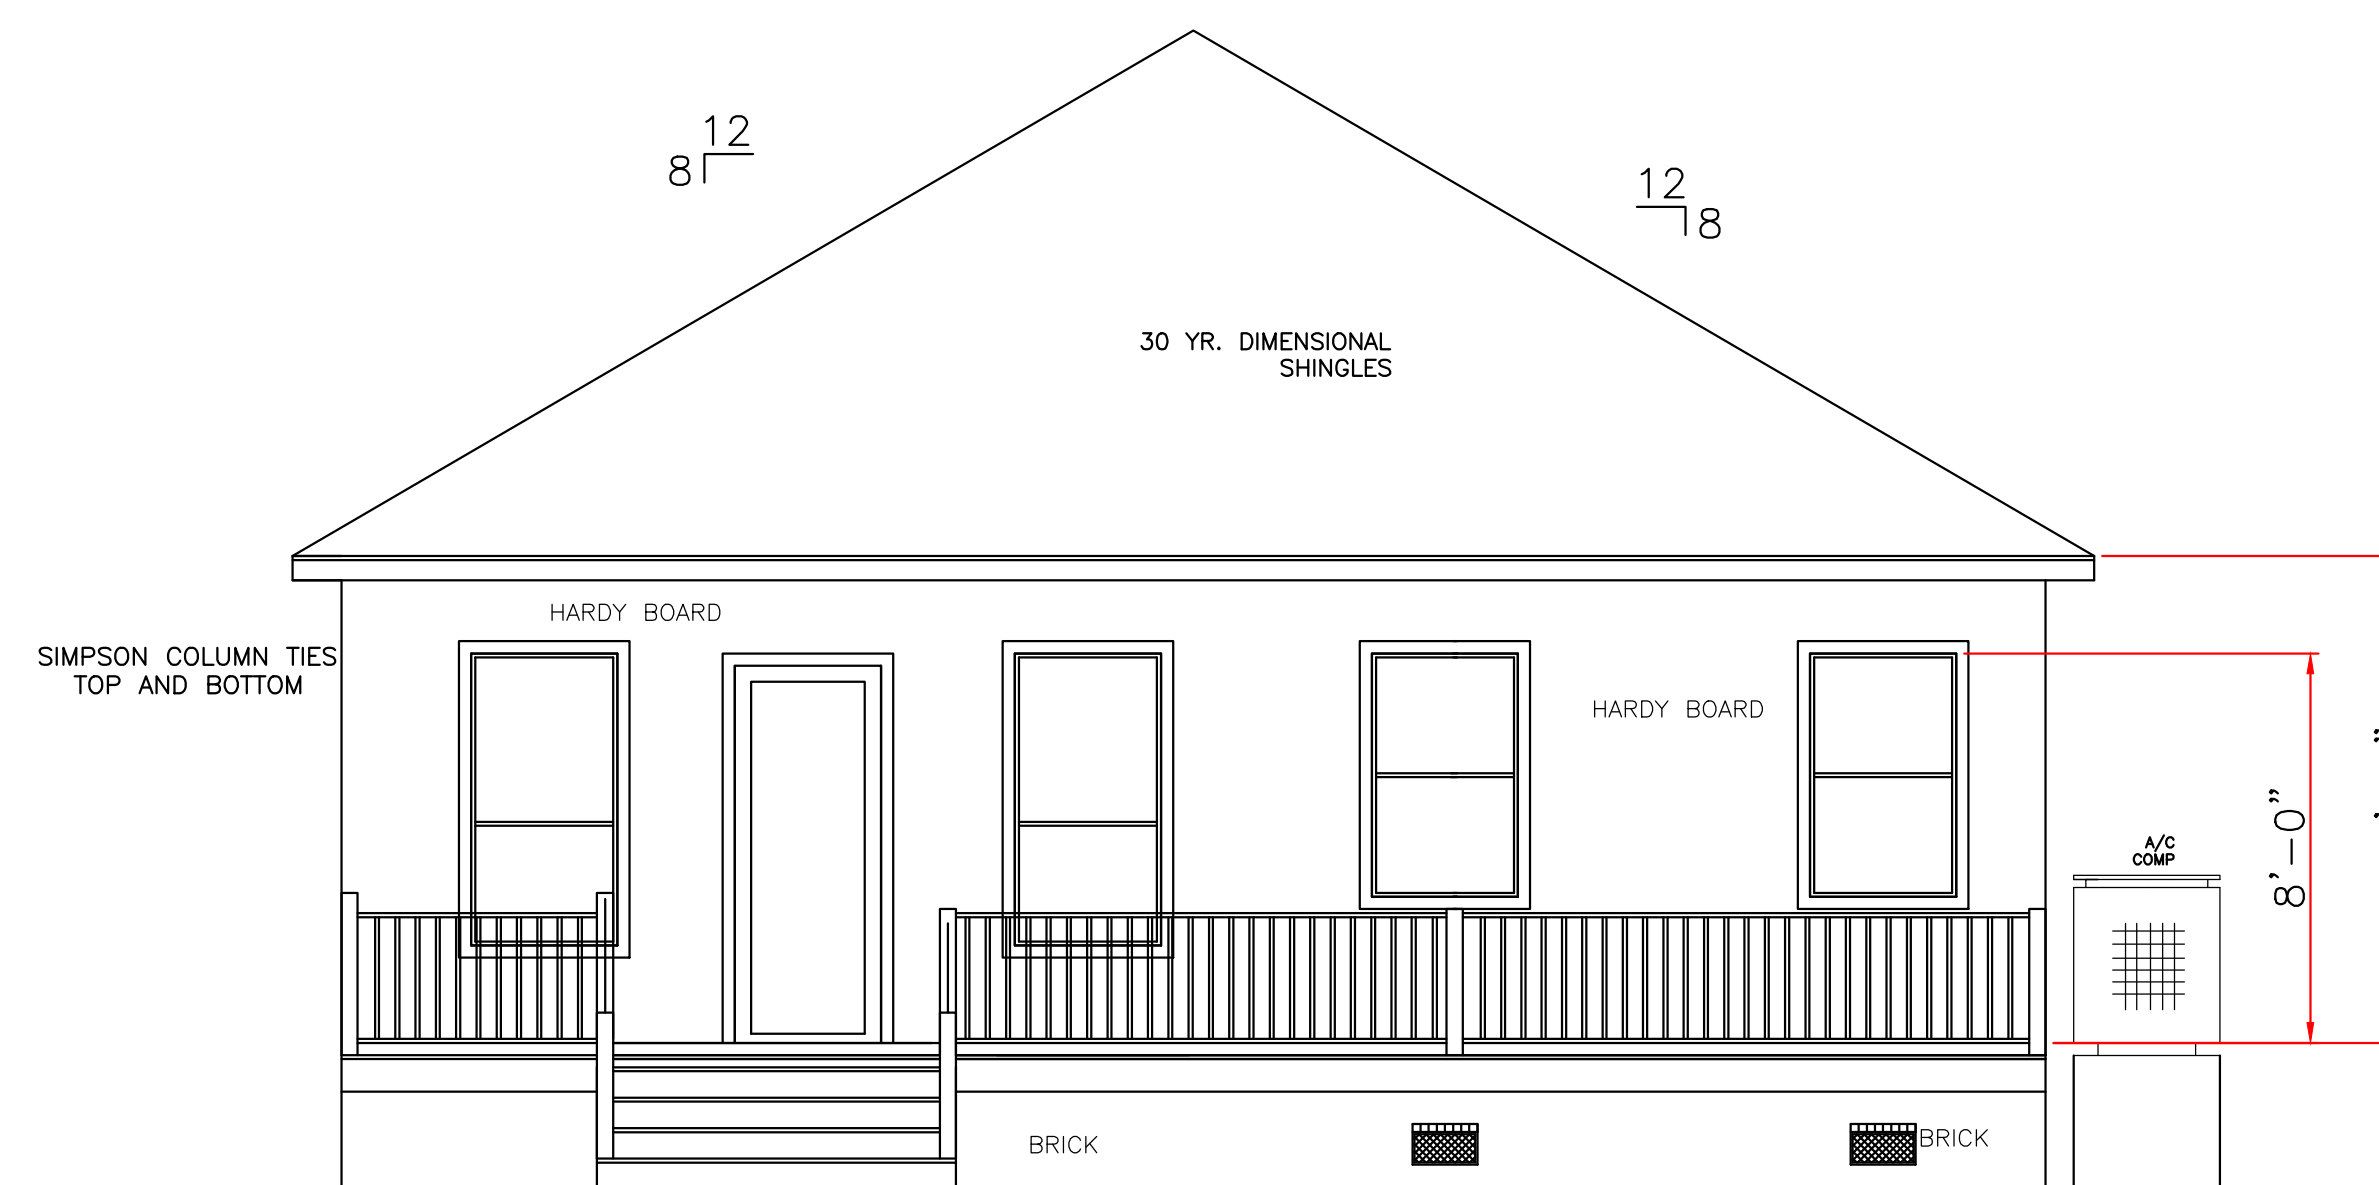 12
8
12
8
30 YR. DIMENSIONAL
SHINGLES
HARDY BOARD
SIMPSON COLUMN TIES
TOP AND BOTTOM
HARDY BOARD
8'-0"
A/C
COMP
BRICK
BRICK